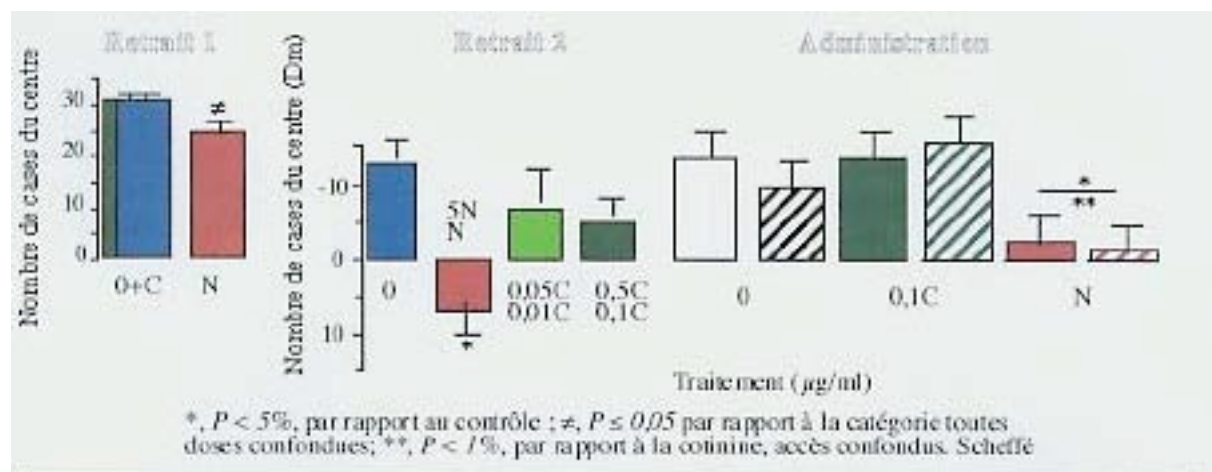 Retrait 1
Retrait 2
Administration
Nombre de cases du centre
30
20
10
0
≠
0+C
N
Nombre de cases du centre (Dm)
-10
0
10
0
5N
N
*
0,05C
0,01C
0,5C
0,1C
*
**
0
0,1C
N
Traitement (µg/ml)
*, P < 5%, par rapport au contrôle ; ≠, P ≤ 0,05 par rapport à la catégorie toutes
doses confondues; **, P < 1%, par rapport à la cotinine, accès confondus. Scheffé